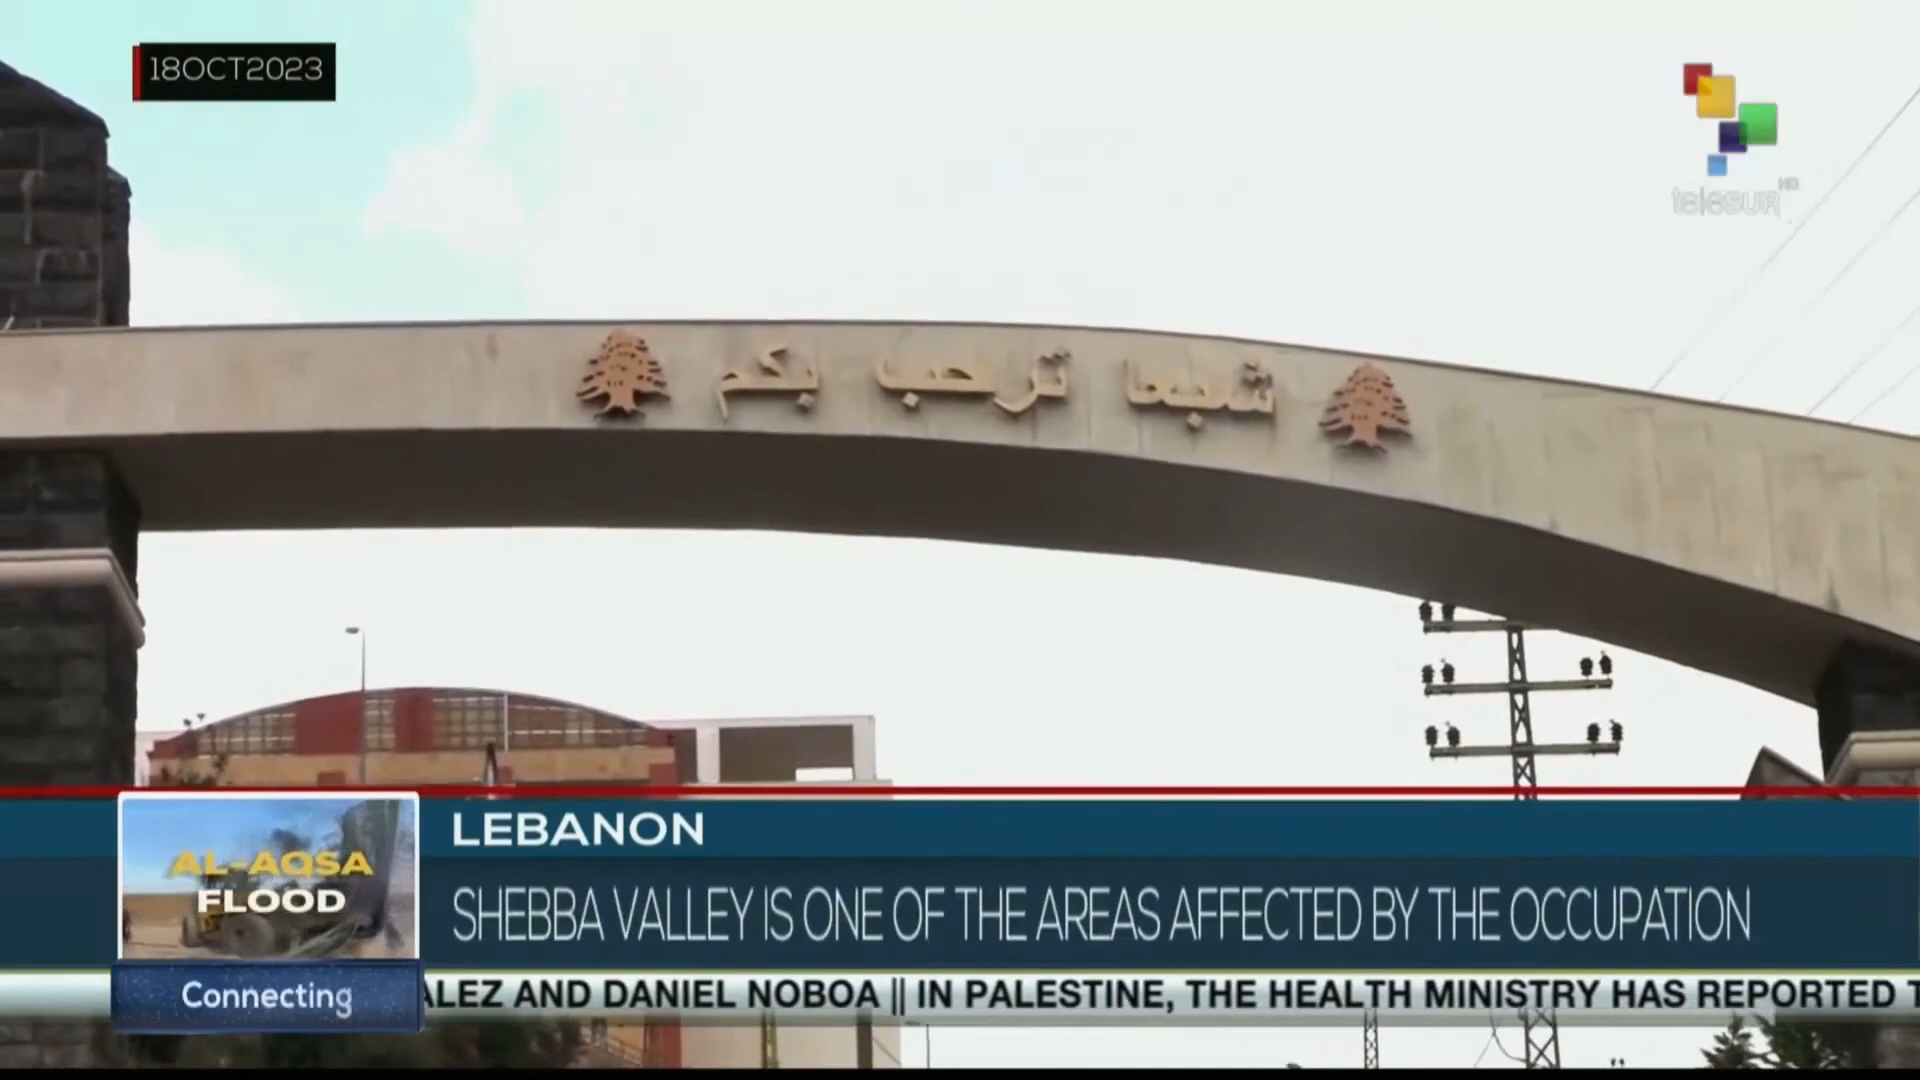 18OCT2023
HD
telesur
شبعا ترحب بكم
LEBANON
AL-AQSA
FLOOD
SHEBBA VALLEY IS ONE OF THE AREAS AFFECTED BY THE OCCUPATION
Connecting
ALEZ AND DANIEL NOBOA || IN PALESTINE, THE HEALTH MINISTRY HAS REPORTED